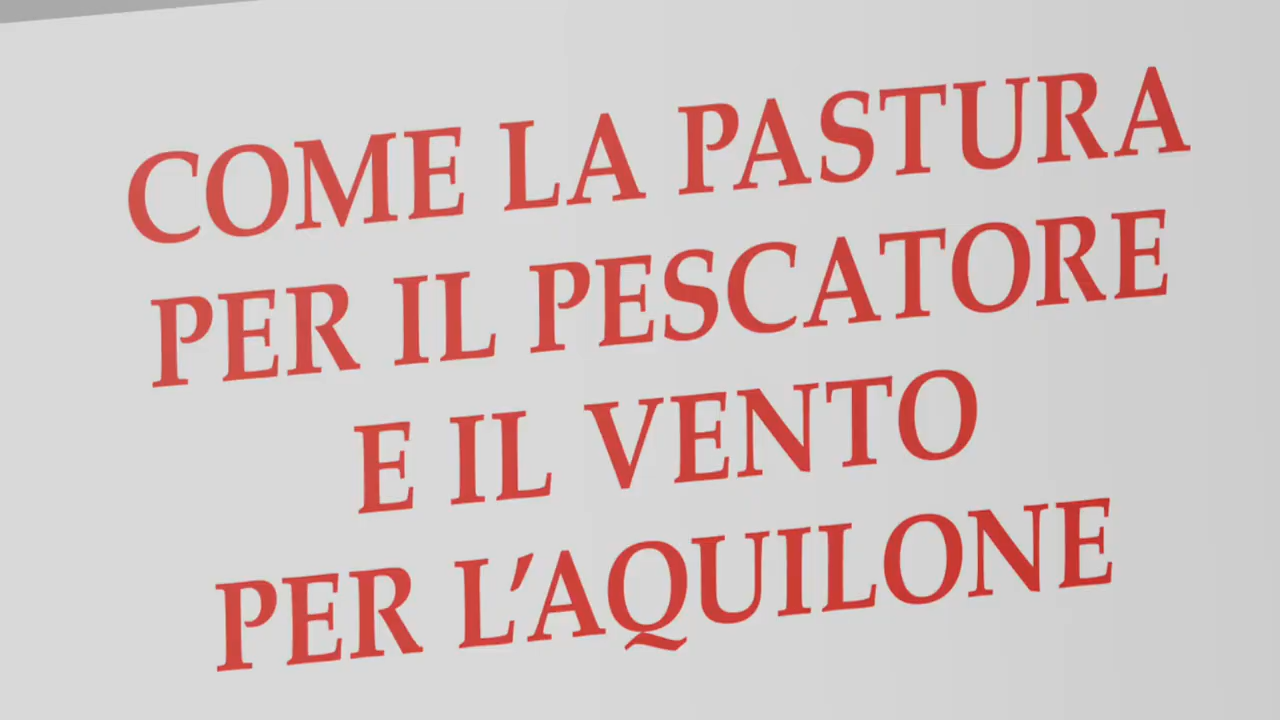 COME LA PASTURA
PER IL PESCATORE
E IL VENTO
PER L'AQUILONE